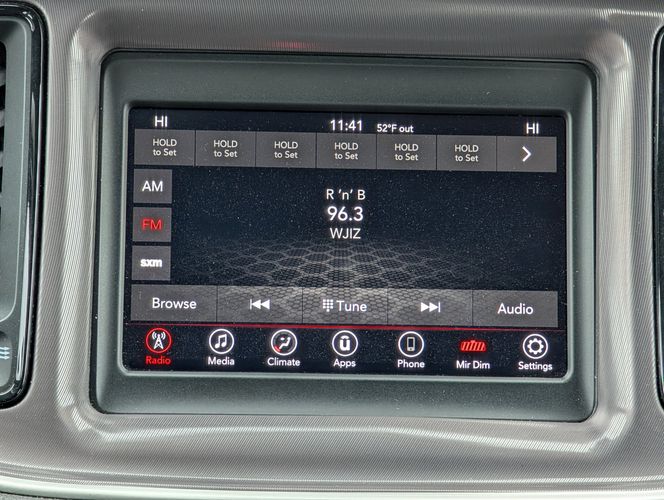 HI 11:41 52°F out HI
HOLD to Set HOLD to Set HOLD to Set HOLD to Set HOLD to Set HOLD to Set
AM
R 'n' B
96.3
FM
WJIZ
sxm
Browse Tune Audio
Radio Media Climate Apps Phone Mir Dim Settings